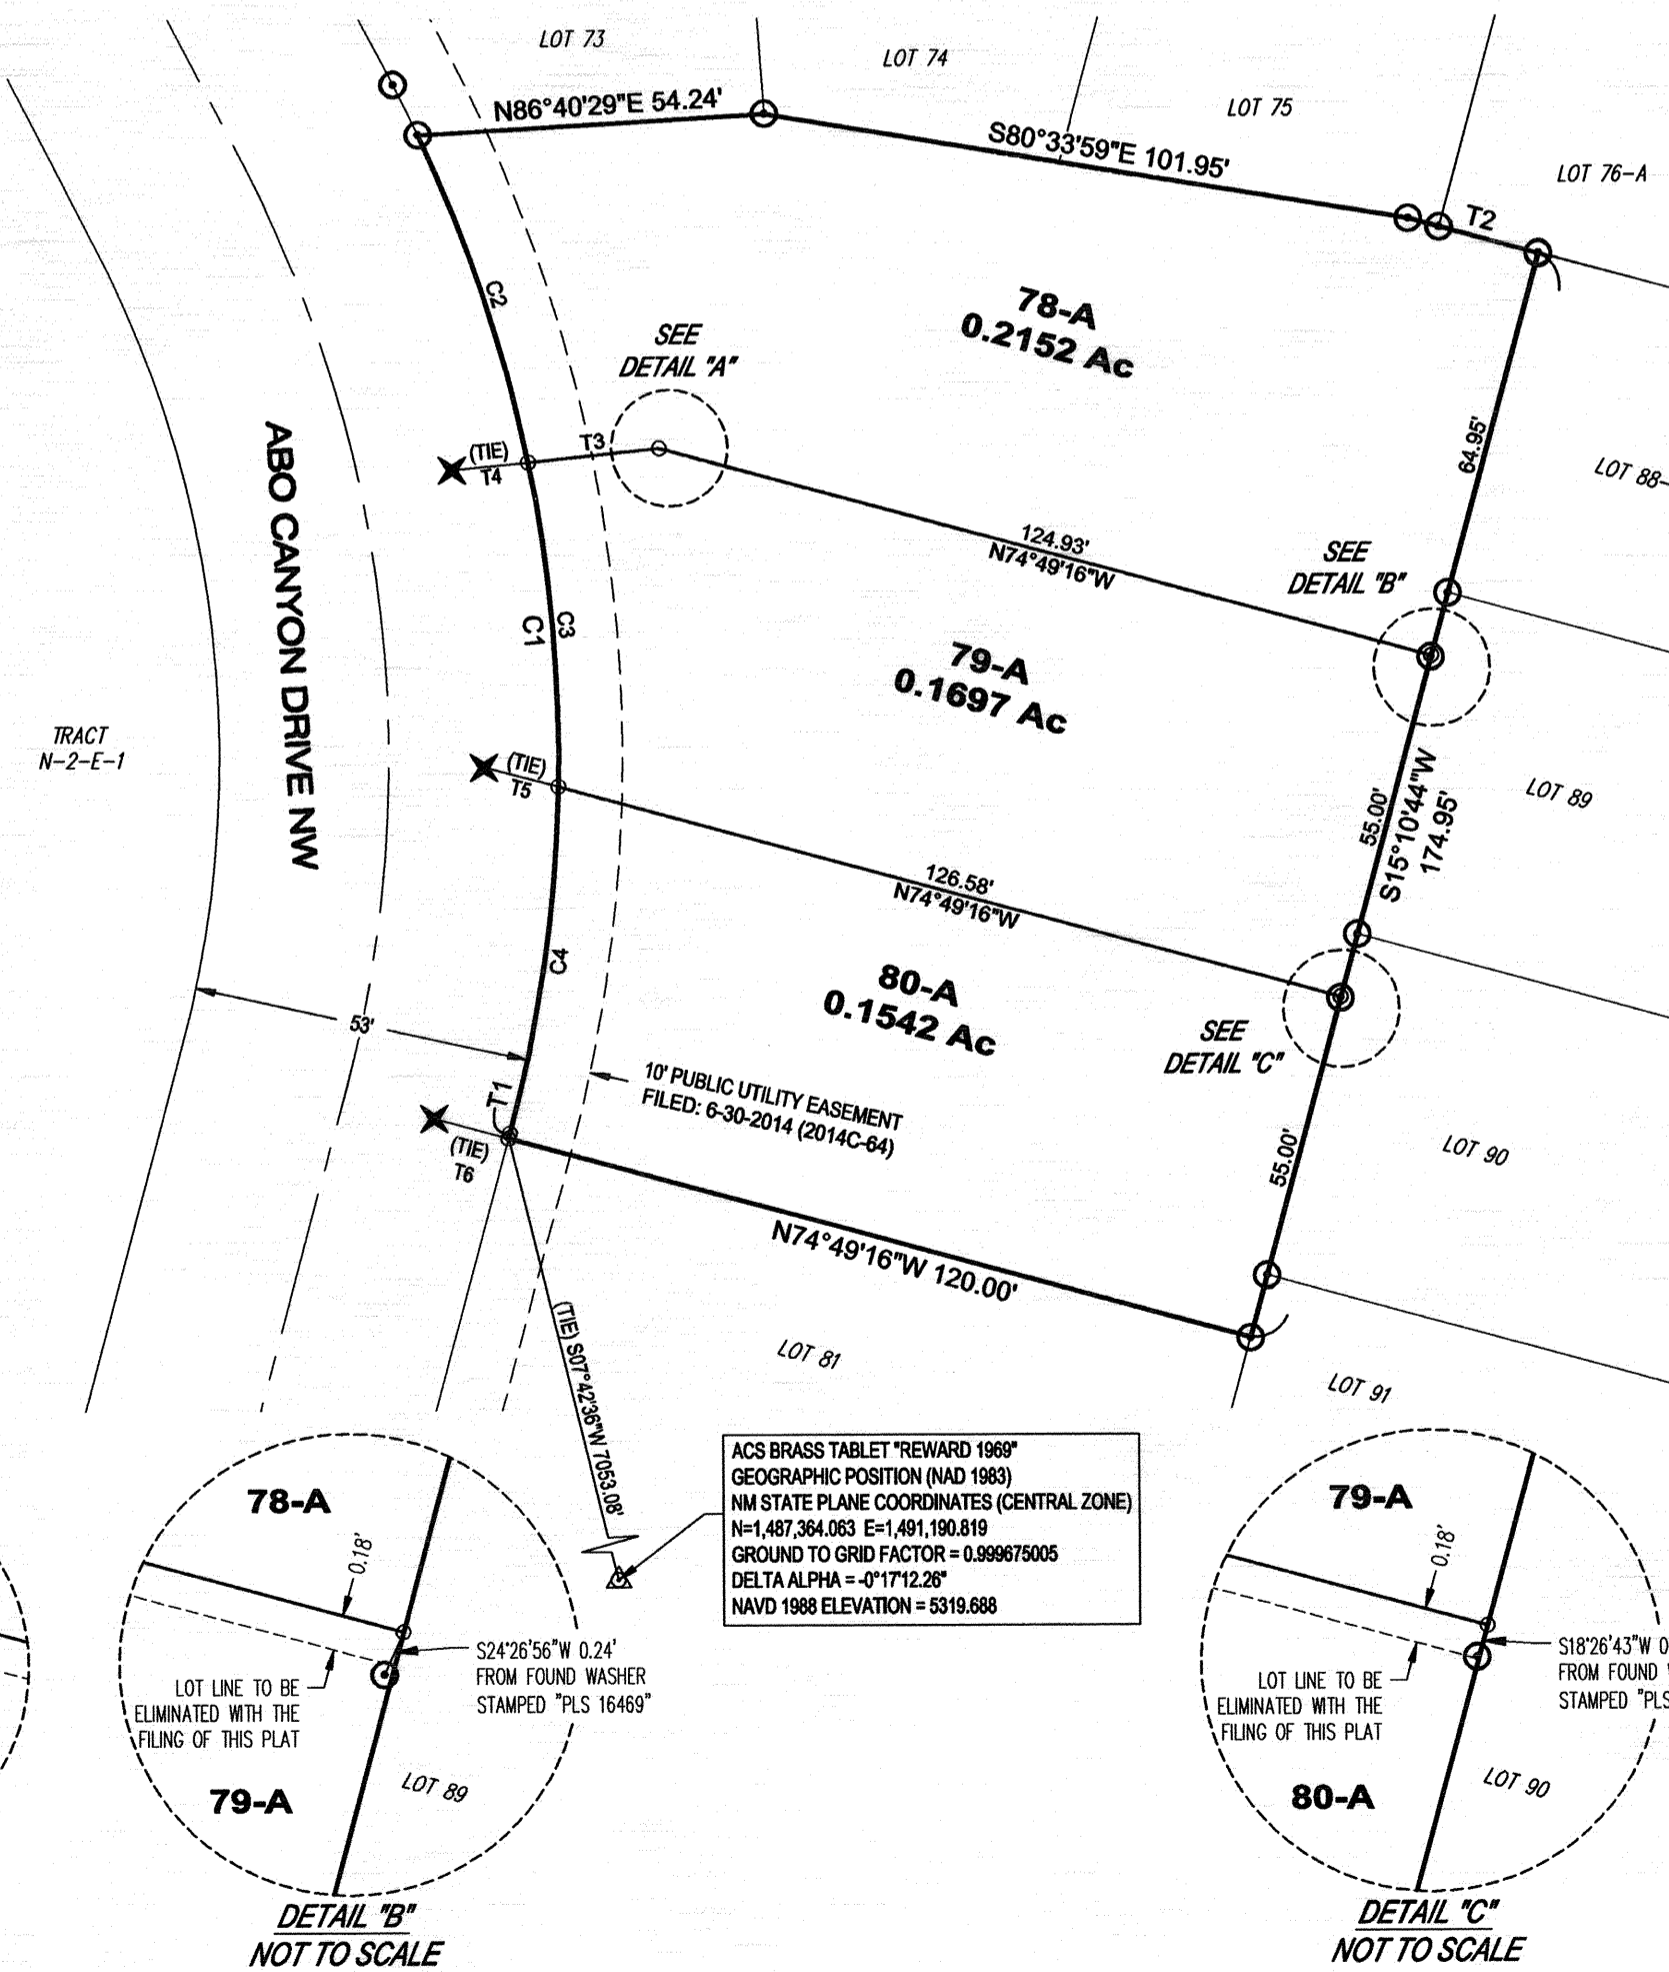 LOT 73
LOT 74
LOT 75
LOT 76-A
N86°40'29"E 54.24'
S80°33'59"E 101.95'
T2
C2
78-A
0.2152 Ac
SEE
DETAIL "A"
64.95'
(TIE)
T4
T3
LOT 88-
ABO CANYON DRIVE NW
124.93'
N74°49'16"W
SEE
DETAIL "B"
C1
C3
79-A
0.1697 Ac
TRACT
N-2-E-1
(TIE)
T5
55.00'
S15°10'44"W
174.95'
LOT 89
126.58'
N74°49'16"W
C4
80-A
0.1542 Ac
53'
SEE
DETAIL "C"
T1
10' PUBLIC UTILITY EASEMENT
FILED: 6-30-2014 (2014C-64)
(TIE)
T6
55.00'
LOT 90
N74°49'16"W 120.00'
(TIE) S07°42'36"W 7053.08'
LOT 81
LOT 91
ACS BRASS TABLET "REWARD 1969"
GEOGRAPHIC POSITION (NAD 1983)
NM STATE PLANE COORDINATES (CENTRAL ZONE)
N=1,487,364.063 E=1,491,190.819
GROUND TO GRID FACTOR = 0.999675005
DELTA ALPHA = -0°17'12.26"
NAVD 1988 ELEVATION = 5319.688
78-A
0.18'
S24°26'56"W 0.24'
FROM FOUND WASHER
STAMPED "PLS 16469"
LOT LINE TO BE
ELIMINATED WITH THE
FILING OF THIS PLAT
79-A
LOT 89
DETAIL "B"
NOT TO SCALE
79-A
0.18'
S18°26'43"W 0
FROM FOUND
STAMPED "PLS
LOT LINE TO BE
ELIMINATED WITH THE
FILING OF THIS PLAT
80-A
LOT 90
DETAIL "C"
NOT TO SCALE